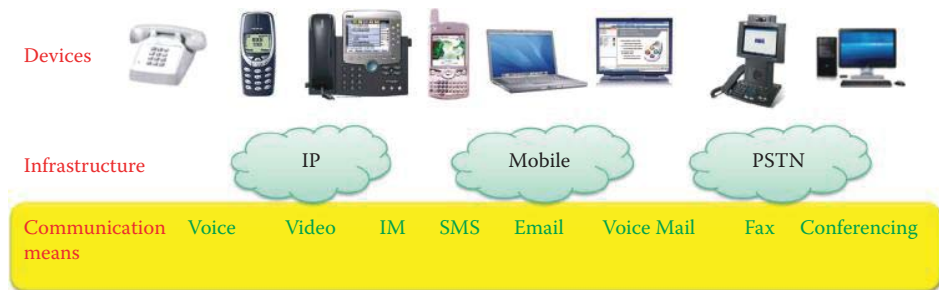 Devices
Infrastructure IP Mobile PSTN
Communication means Voice Video IM SMS Email Voice Mail Fax Conferencing